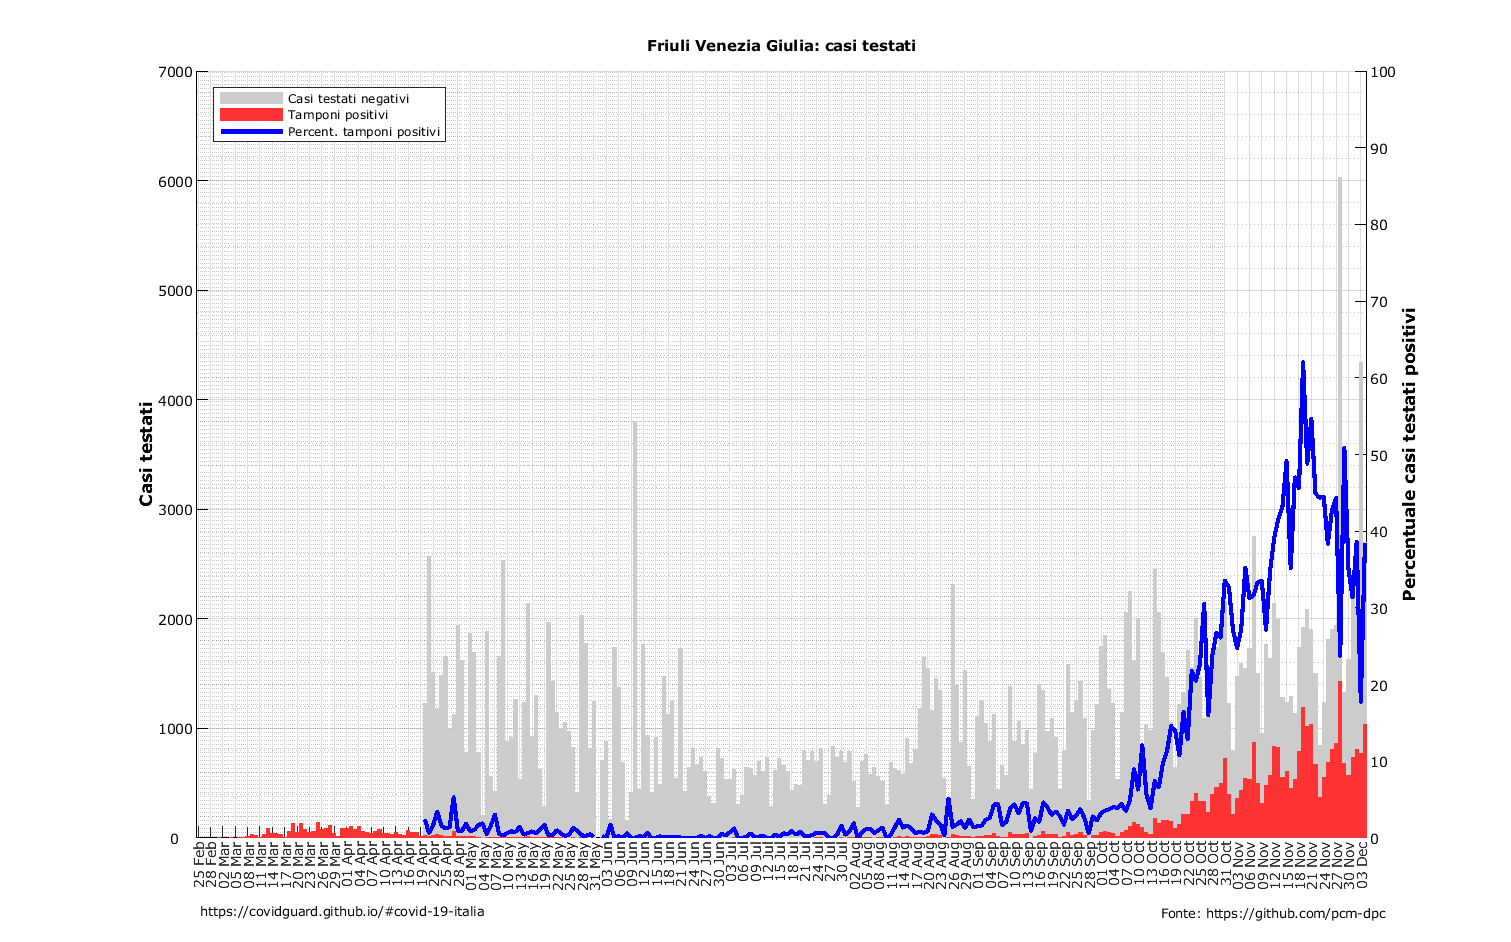 Friuli Venezia Giulia: casi testati
Casi testati negativi
Tamponi positivi
Percent. tamponi positivi
7000
6000
5000
4000
3000
2000
1000
0
Casi testati
100
90
80
70
60
50
40
30
20
10
0
Percentuale casi testati positivi
25 Feb
28 Feb
02 Mar
05 Mar
08 Mar
11 Mar
14 Mar
17 Mar
20 Mar
23 Mar
26 Mar
29 Mar
01 Apr
04 Apr
07 Apr
10 Apr
13 Apr
16 Apr
19 Apr
22 Apr
25 Apr
28 Apr
01 May
04 May
07 May
10 May
13 May
16 May
19 May
22 May
25 May
28 May
31 May
03 Jun
06 Jun
09 Jun
12 Jun
15 Jun
18 Jun
21 Jun
24 Jun
27 Jun
30 Jun
03 Jul
06 Jul
09 Jul
12 Jul
15 Jul
18 Jul
21 Jul
24 Jul
27 Jul
30 Jul
02 Aug
05 Aug
08 Aug
11 Aug
14 Aug
17 Aug
20 Aug
23 Aug
26 Aug
29 Aug
01 Sep
04 Sep
07 Sep
10 Sep
13 Sep
16 Sep
19 Sep
22 Sep
25 Sep
28 Sep
01 Oct
04 Oct
07 Oct
10 Oct
13 Oct
16 Oct
19 Oct
22 Oct
25 Oct
28 Oct
31 Oct
03 Nov
06 Nov
09 Nov
12 Nov
15 Nov
18 Nov
21 Nov
24 Nov
27 Nov
30 Nov
03 Dec
https://covidguard.github.io/#covid-19-italia
Fonte: https://github.com/pcm-dpc